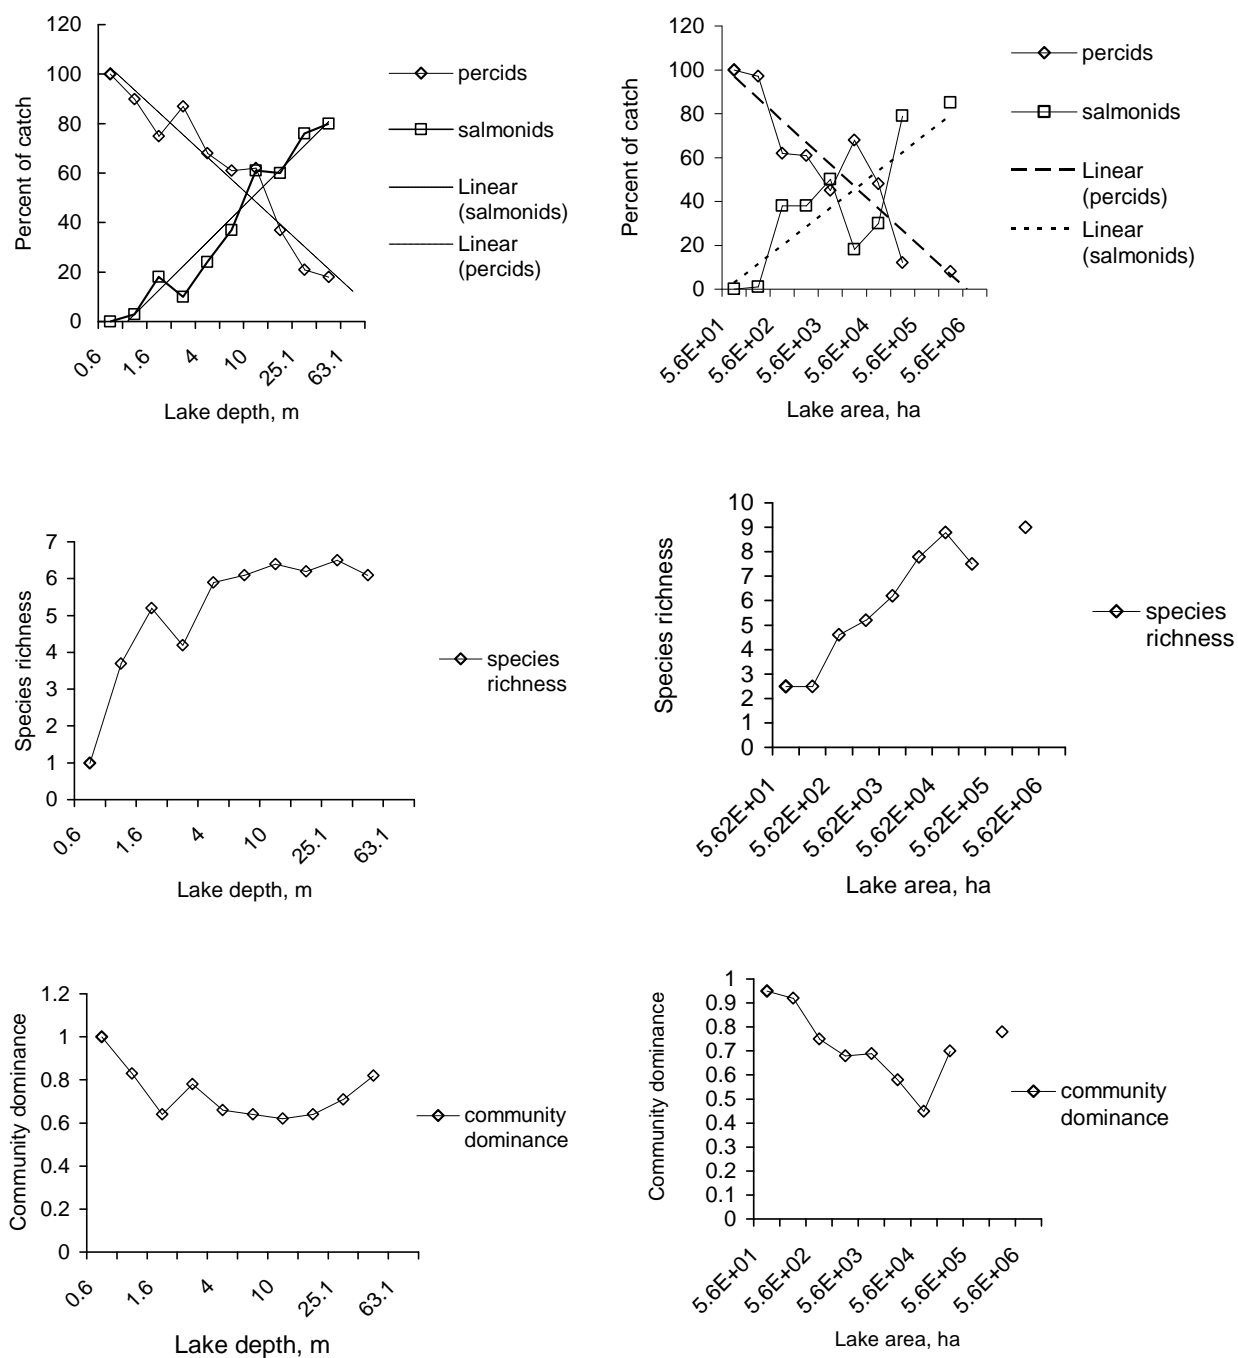 120
100
80
60
40
20
0
Percent of catch
0.6
1.6
4
10
25.1
63.1
Lake depth, m
percids
salmonids
Linear
(salmonids)
Linear
(percids)
120
100
80
60
40
20
0
Percent of catch
5.6E+01
5.6E+02
5.6E+03
5.6E+04
5.6E+05
5.6E+06
Lake area, ha
percids
salmonids
Linear
(percids)
Linear
(salmonids)
7
6
5
4
3
2
1
0
Species richness
0.6
1.6
4
10
25.1
63.1
Lake depth, m
species
richness
10
9
8
7
6
5
4
3
2
1
0
Species richness
5.62E+01
5.62E+02
5.62E+03
5.62E+04
5.62E+05
5.62E+06
Lake area, ha
species
richness
1.2
1
0.8
0.6
0.4
0.2
0
Community dominance
0.6
1.6
4
10
25.1
63.1
Lake depth, m
community
dominance
1
0.9
0.8
0.7
0.6
0.5
0.4
0.3
0.2
0.1
0
Community dominance
5.6E+01
5.6E+02
5.6E+03
5.6E+04
5.6E+05
5.6E+06
Lake area, ha
community
dominance